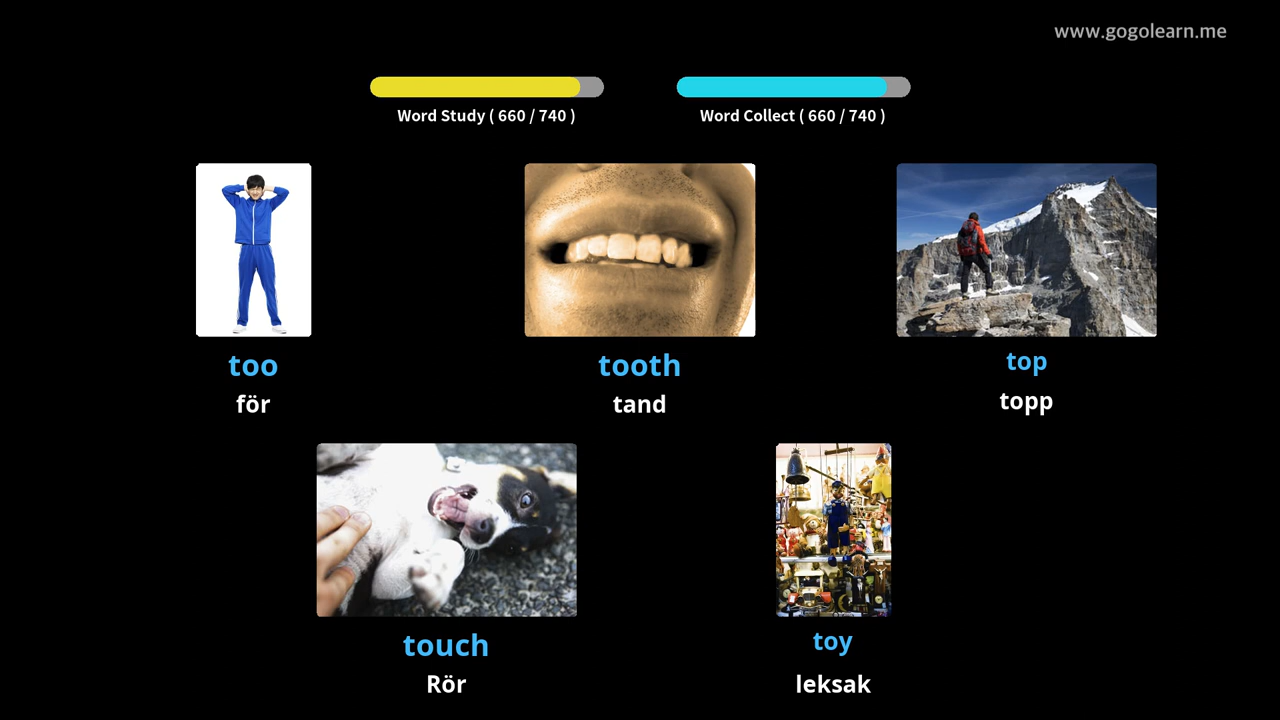 www.gogolearn.me
Word Study ( 660 / 740 )
Word Collect ( 660 / 740 )
too
för
tooth
tand
top
topp
touch
Rör
toy
leksak